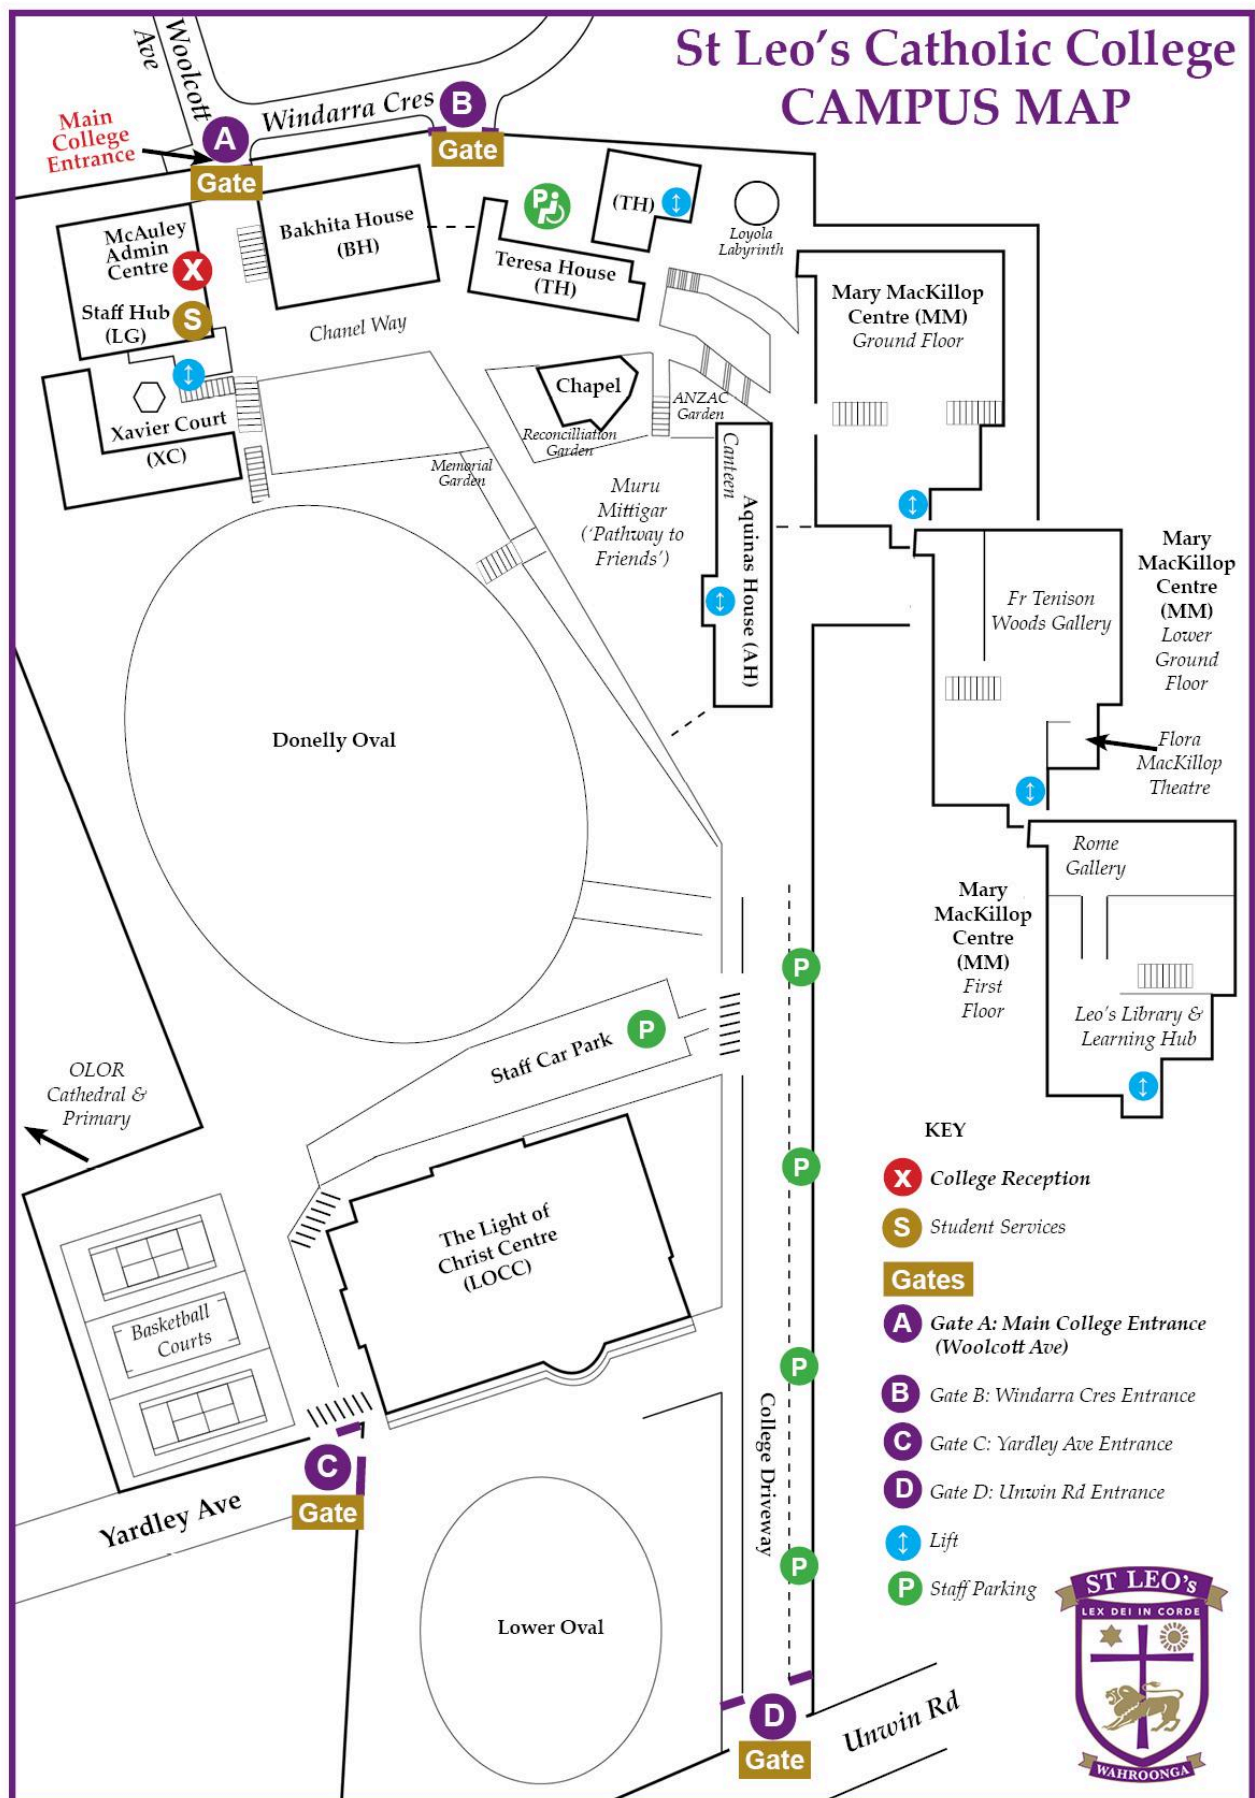 St Leo's Catholic College
CAMPUS MAP
Woolcott
Ave
Windarra Cres
B
Gate
Main
College
Entrance
A
Gate
McAuley
Admin
Centre
X
Staff Hub
(LG)
S
Bakhita House
(BH)
P
(TH)
Teresa House
(TH)
Loyola
Labyrinth
Chanel Way
Mary MacKillop
Centre (MM)
Ground Floor
Xavier Court
(XC)
Chapel
Reconcilliation
Garden
ANZAC
Garden
Memorial
Garden
Muru
Mittigar
('Pathway to
Friends')
Canteen
Aquinas House (AH)
Fr Tenison
Woods Gallery
Mary
MacKillop
Centre
(MM)
Lower
Ground
Floor
Flora
MacKillop
Theatre
Donelly Oval
Rome
Gallery
Mary
MacKillop
Centre
(MM)
First
Floor
Leo's Library &
Learning Hub
P
Staff Car Park
P
OLOR
Cathedral &
Primary
P
The Light of
Christ Centre
(LOCC)
Basketball
Courts
P
College Driveway
P
C
Gate
Yardley Ave
Lower Oval
D
Gate
Unwin Rd
KEY
X College Reception
S Student Services
Gates
A Gate A: Main College Entrance
(Woolcott Ave)
B Gate B: Windarra Cres Entrance
C Gate C: Yardley Ave Entrance
D Gate D: Unwin Rd Entrance
Lift
P Staff Parking
ST LEO's
LEX DEI IN CORDE
WAHROONGA